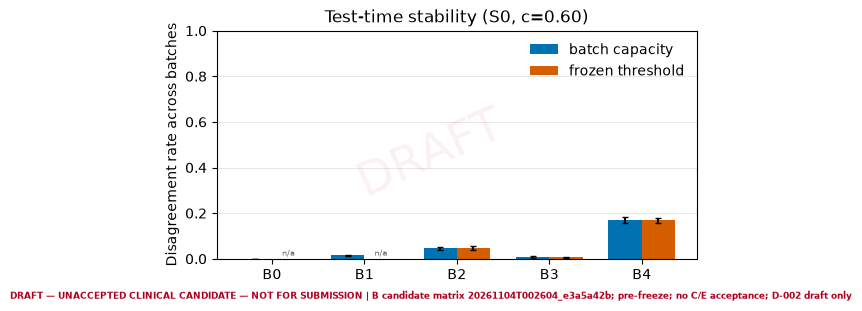 Test-time stability (S0, c=0.60)
Disagreement rate across batches
1.0
0.8
0.6
0.4
0.2
0.0
batch capacity
frozen threshold
DRAFT
n/a
n/a
B0 B1 B2 B3 B4
DRAFT — UNACCEPTED CLINICAL CANDIDATE — NOT FOR SUBMISSION | B candidate matrix 20261104T002604_e3a5a42b; pre-freeze; no C/E acceptance; D-002 draft only